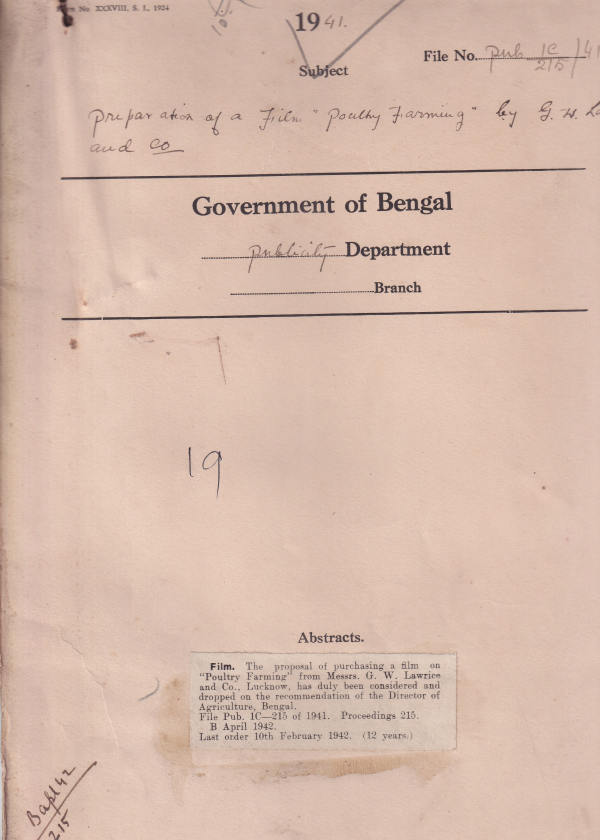 Form No. XXXVIII, S. I., 1924
1941.
File No. Pub 1C/215/41
Subject
Preparation of a Film "Poultry Farming" by G. W. La
and Co
Government of Bengal
Publicity Department
Branch
19
Abstracts.
Film. The proposal of purchasing a film on
"Poultry Farming" from Messrs. G. W. Lawrice
and Co., Lucknow, has duly been considered and
dropped on the recommendation of the Director of
Agriculture, Bengal.
File Pub. 1C—215 of 1941. Proceedings 215.
B April 1942.
Last order 10th February 1942. (12 years.)
215